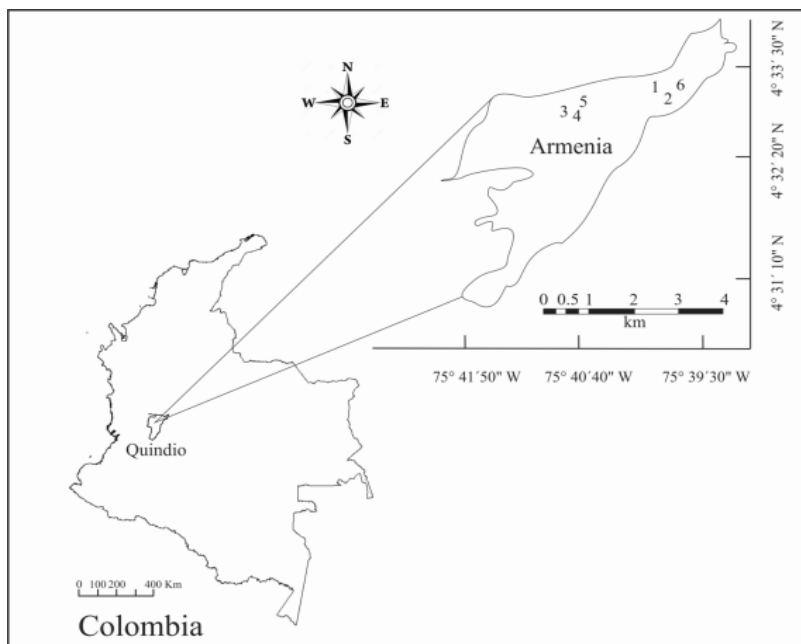 N
W E
S
1 6
2
5
3 4
Armenia
4° 33´30" N
4° 32´20" N
4° 31´10" N
0 0.5 1 2 3 4
km
75° 41´50" W 75° 40´40" W 75° 39´30" W
Quindio
0 100 200 400 Km
Colombia